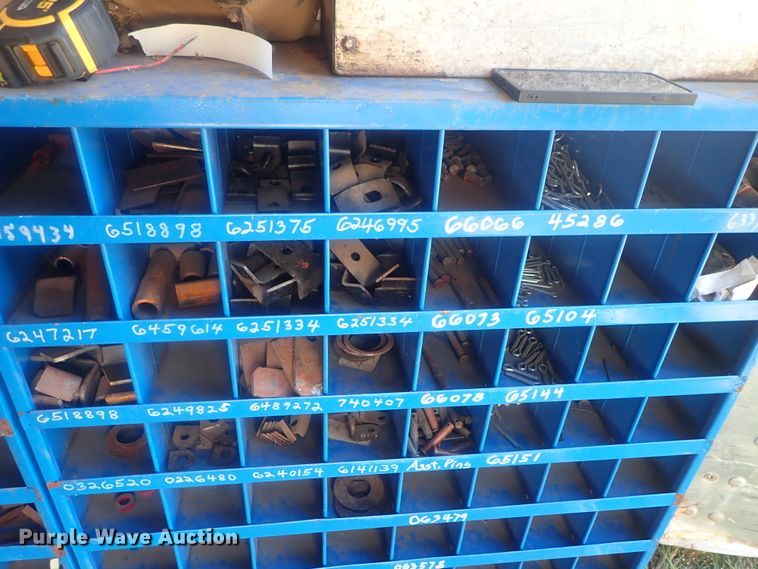 6518898 6251375 6246995 66066 45286
6247217 6459614 6251334 6251334 66073 65104
6518898 6249825 6489272 740407 66078 65144
0326520 0226480 6240154 6141139 Asst. Pins 65151
063479
Purple Wave Auction